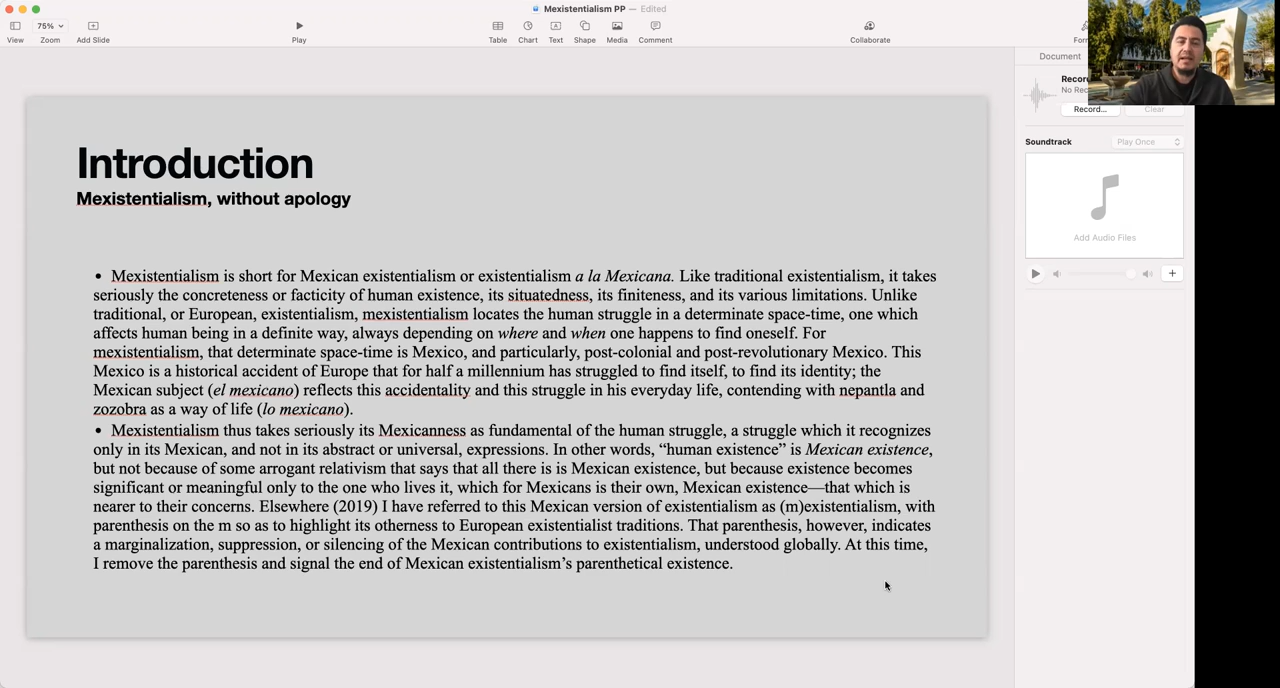 Mexistentialism PP — Edited
View
75%
Zoom
Add Slide
Play
Table
Chart
Text
Shape
Media
Comment
Collaborate
Document
No Rec
Record...
Clear
Soundtrack
Play Once
Add Audio Files
Introduction
Mexistentialism, without apology
• Mexistentialism is short for Mexican existentialism or existentialism a la Mexicana. Like traditional existentialism, it takes
seriously the concreteness or facticity of human existence, its situatedness, its finiteness, and its various limitations. Unlike
traditional, or European, existentialism, mexistentialism locates the human struggle in a determinate space-time, one which
affects human being in a definite way, always depending on where and when one happens to find oneself. For
mexistentialism, that determinate space-time is Mexico, and particularly, post-colonial and post-revolutionary Mexico. This
Mexico is a historical accident of Europe that for half a millennium has struggled to find itself, to find its identity; the
Mexican subject (el mexicano) reflects this accidentality and this struggle in his everyday life, contending with nepantla and
zozobra as a way of life (lo mexicano).
• Mexistentialism thus takes seriously its Mexicanness as fundamental of the human struggle, a struggle which it recognizes
only in its Mexican, and not in its abstract or universal, expressions. In other words, “human existence” is Mexican existence,
but not because of some arrogant relativism that says that all there is is Mexican existence, but because existence becomes
significant or meaningful only to the one who lives it, which for Mexicans is their own, Mexican existence—that which is
nearer to their concerns. Elsewhere (2019) I have referred to this Mexican version of existentialism as (m)existentialism, with
parenthesis on the m so as to highlight its otherness to European existentialist traditions. That parenthesis, however, indicates
a marginalization, suppression, or silencing of the Mexican contributions to existentialism, understood globally. At this time,
I remove the parenthesis and signal the end of Mexican existentialism’s parenthetical existence.